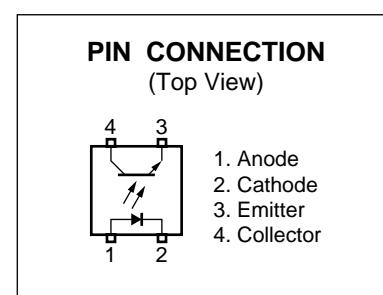 PIN CONNECTION
(Top View)
4 3
1. Anode
2. Cathode
3. Emitter
4. Collector
1 2